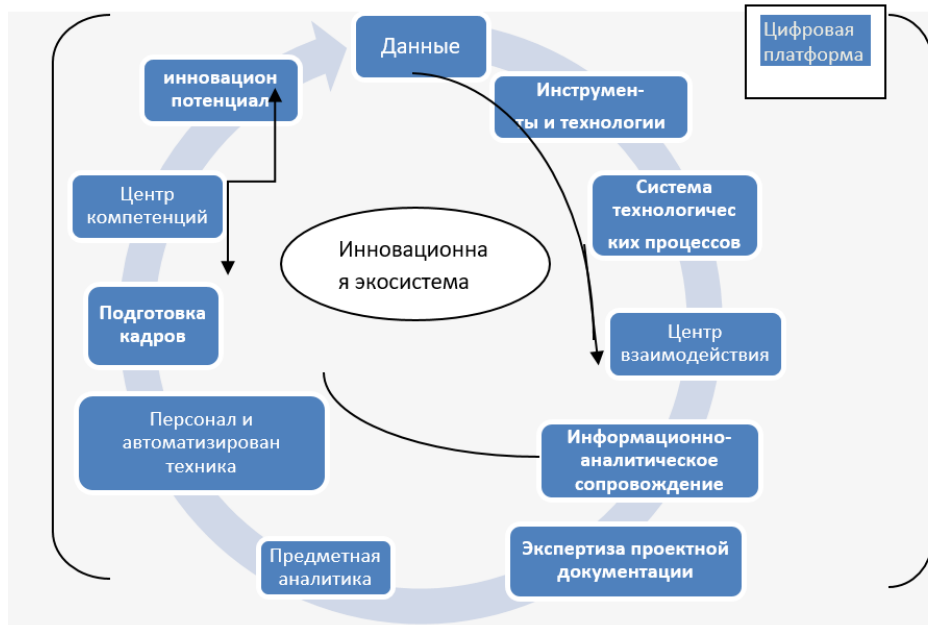 Данные
Цифровая
платформа
Инструмен-
ты и технологии
Система
технологичес
ких процессов
Центр
взаимодействия
Информационно-
аналитическое
сопровождение
Экспертиза проектной
документации
Предметная
аналитика
Персонал и
автоматизирован
техника
Подготовка
кадров
Центр
компетенций
инновацион
потенциал
Инновационна
я экосистема